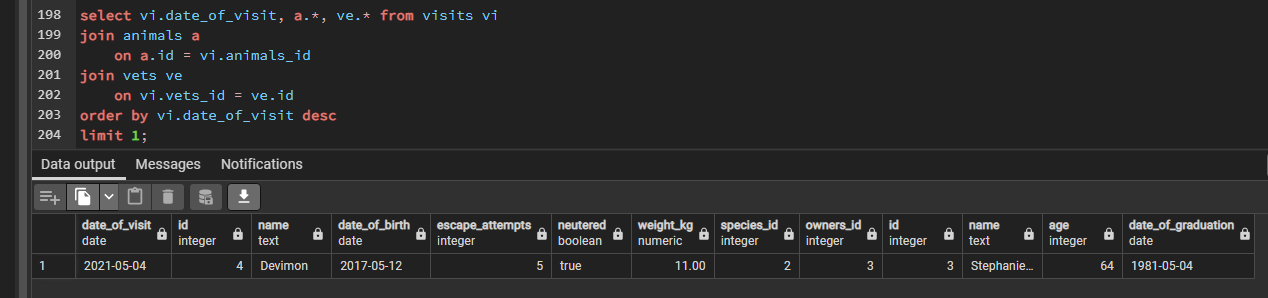 198 select vi.date_of_visit, a.*, ve.* from visits vi
199 join animals a
200 on a.id = vi.animals_id
201 join vets ve
202 on vi.vets_id = ve.id
203 order by vi.date_of_visit desc
204 limit 1;
Data output Messages Notifications
date_of_visit id name date_of_birth escape_attempts neutered weight_kg species_id owners_id id name age date_of_graduation
date integer text date integer boolean numeric integer integer integer text integer date
1 2021-05-04 4 Devimon 2017-05-12 5 true 11.00 2 3 3 Stephanie... 64 1981-05-04